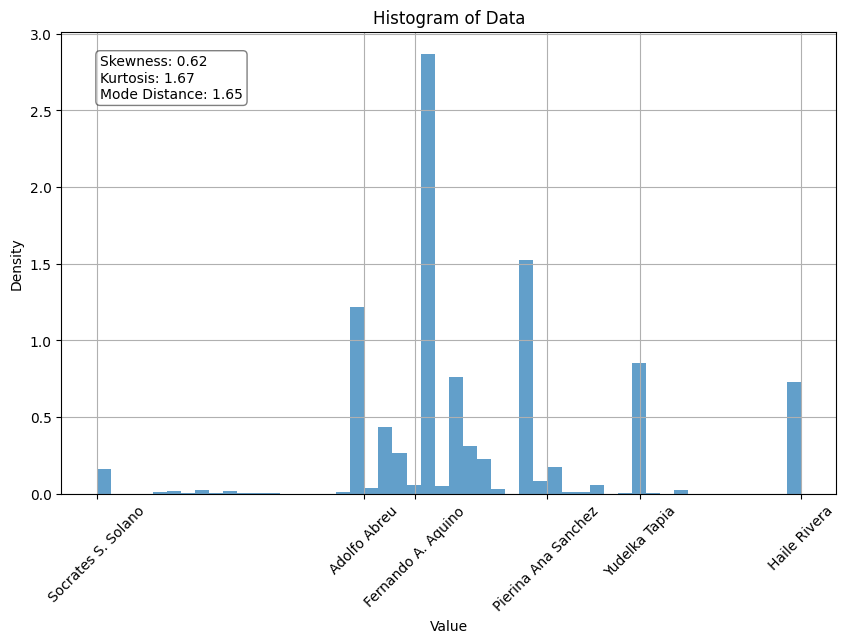 Histogram of Data
Skewness: 0.62
Kurtosis: 1.67
Mode Distance: 1.65
3.0
2.5
2.0
1.5
1.0
0.5
0.0
Density
Socrates S. Solano
Adolfo Abreu
Fernando A. Aquino
Pierina Ana Sanchez
Yudelka Tapia
Haile Rivera
Value